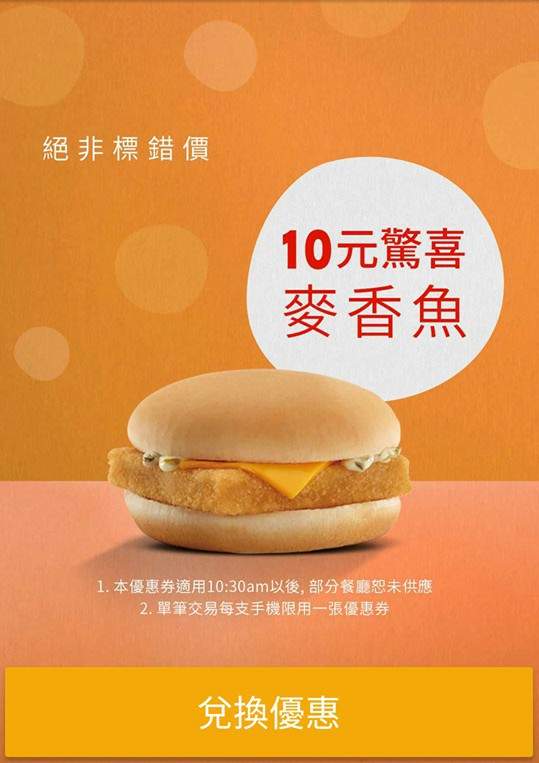 絕非標錯價
10元驚喜
麥香魚
1. 本優惠券適用10:30am以後, 部分餐廳恕未供應
2. 單筆交易每支手機限用一張優惠券
兌換優惠